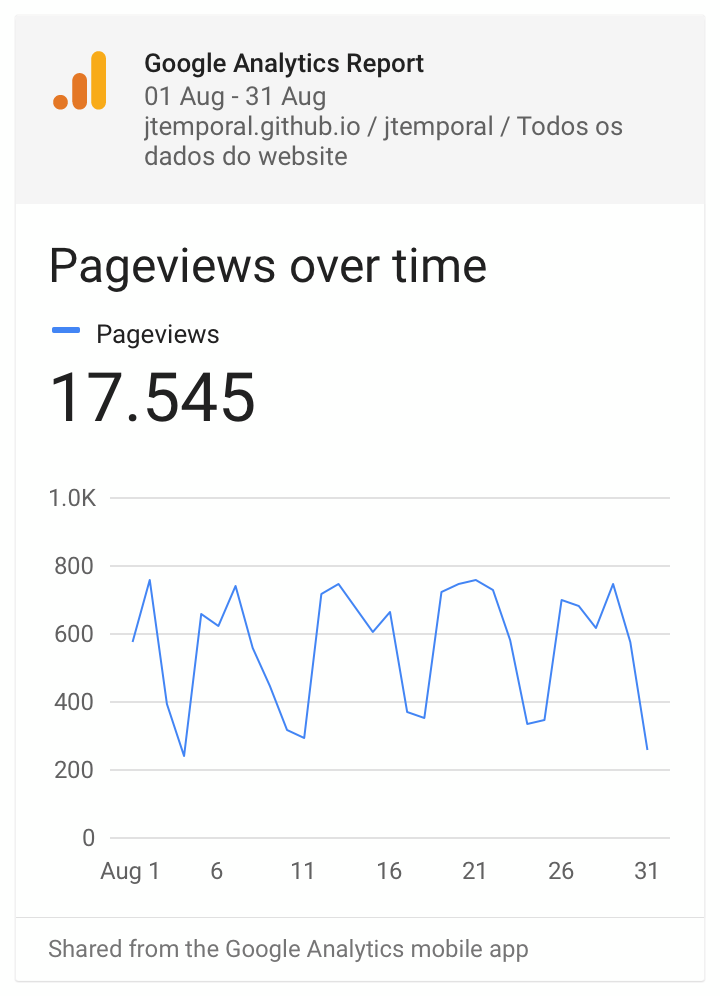 Google Analytics Report
01 Aug - 31 Aug
jtemporal.github.io / jtemporal / Todos os
dados do website
Pageviews over time
Pageviews
17.545
1.0K
800
600
400
200
0
Aug 1 6 11 16 21 26 31
Shared from the Google Analytics mobile app